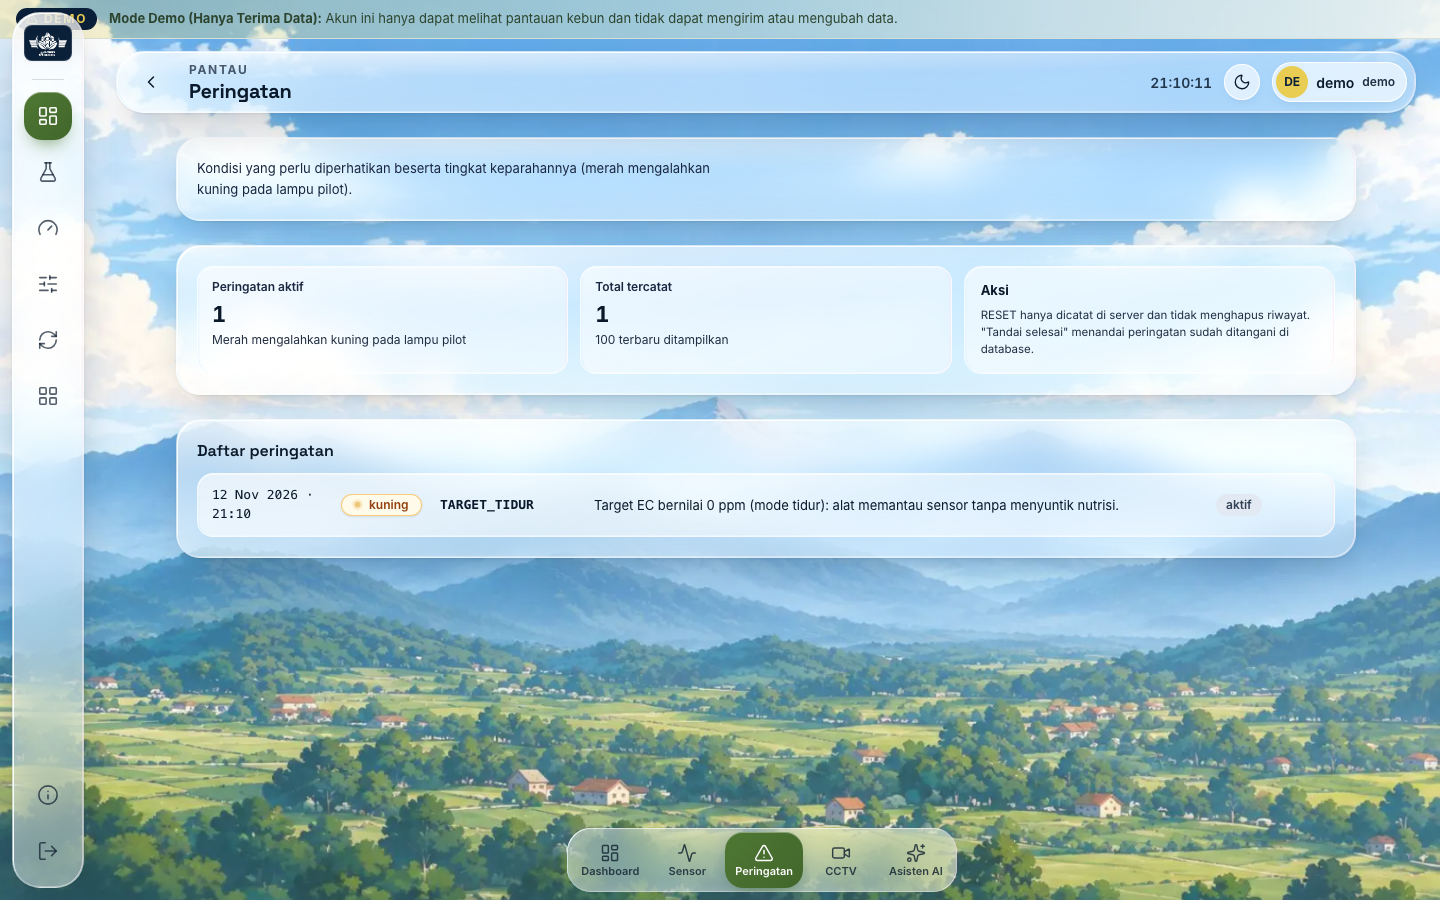 DEMO
Mode Demo (Hanya Terima Data): Akun ini hanya dapat melihat pantauan kebun dan tidak dapat mengirim atau mengubah data.
PANTAU
Peringatan
21:10:11
DE
demo
demo
Kondisi yang perlu diperhatikan beserta tingkat keparahannya (merah mengalahkan
kuning pada lampu pilot).
Peringatan aktif
1
Merah mengalahkan kuning pada lampu pilot
Total tercatat
1
100 terbaru ditampilkan
Aksi
RESET hanya dicatat di server dan tidak menghapus riwayat.
"Tandai selesai" menandai peringatan sudah ditangani di
database.
Daftar peringatan
12 Nov 2026 ·
21:10
kuning
TARGET_TIDUR
Target EC bernilai 0 ppm (mode tidur): alat memantau sensor tanpa menyuntik nutrisi.
aktif
Dashboard
Sensor
Peringatan
CCTV
Asisten AI